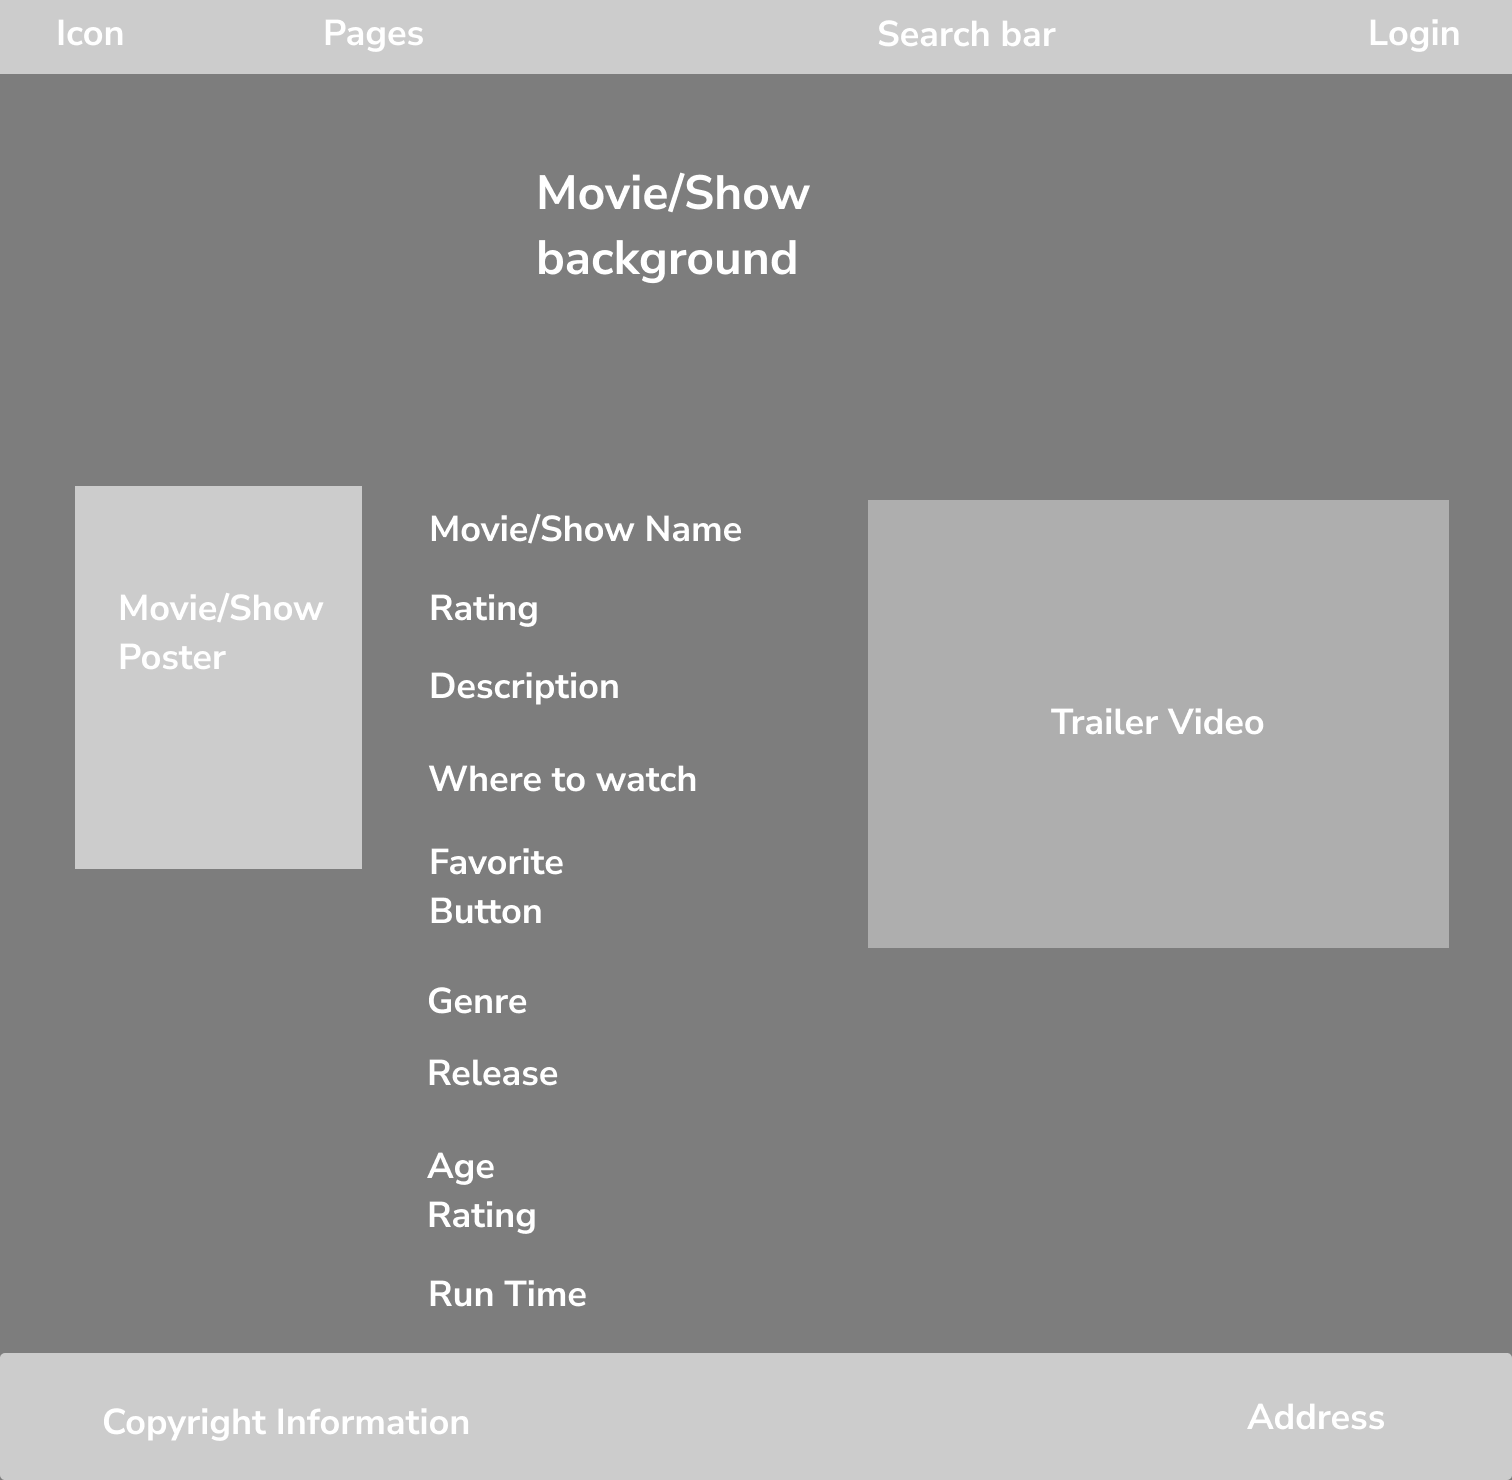 Icon
Pages
Search bar
Login
Movie/Show
background
Movie/Show
Poster
Movie/Show Name
Rating
Description
Where to watch
Favorite
Button
Genre
Release
Age
Rating
Run Time
Trailer Video
Copyright Information
Address